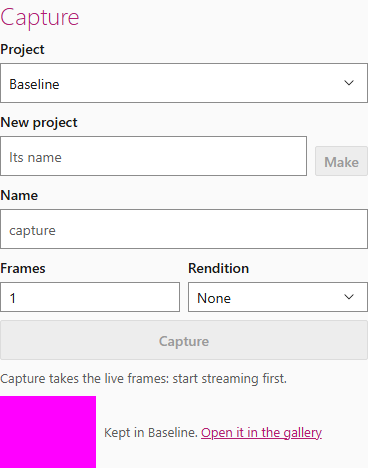 Capture
Project
Baseline
New project
Its name
Make
Name
capture
Frames
Rendition
1
None
Capture
Capture takes the live frames: start streaming first.
Kept in Baseline. Open it in the gallery